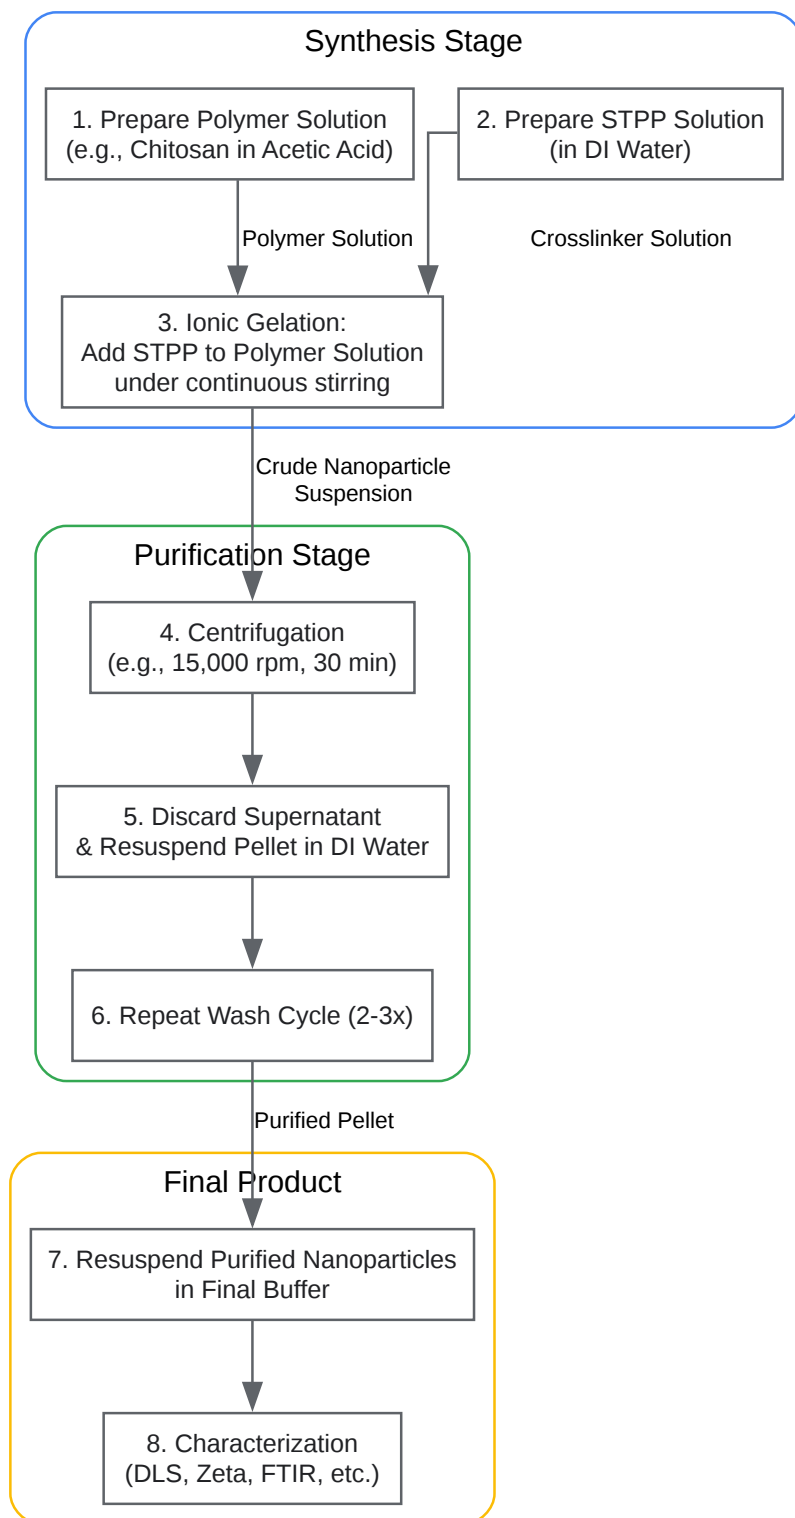 Synthesis Stage
1. Prepare Polymer Solution
(e.g., Chitosan in Acetic Acid)
2. Prepare STPP Solution
(in DI Water)
Polymer Solution
Crosslinker Solution
3. Ionic Gelation:
Add STPP to Polymer Solution
under continuous stirring
Crude Nanoparticle
Suspension
Purification Stage
4. Centrifugation
(e.g., 15,000 rpm, 30 min)
5. Discard Supernatant
& Resuspend Pellet in DI Water
6. Repeat Wash Cycle (2-3x)
Purified Pellet
Final Product
7. Resuspend Purified Nanoparticles
in Final Buffer
8. Characterization
(DLS, Zeta, FTIR, etc.)